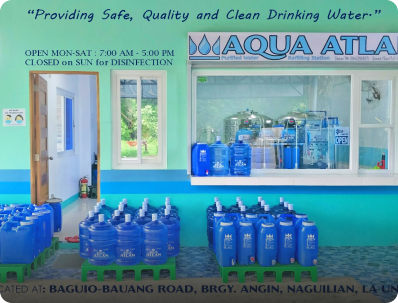 “Providing Safe, Quality and Clean Drinking Water.”
OPEN MON-SAT : 7:00 AM - 5:00 PM
CLOSED on SUN for DISINFECTION
AQUA ATLA
Purified Water Refilling Station
OPEN
CATED AT: BAGUIO-BAUANG ROAD, BRGY. ANGIN, NAGUILIAN, LA UN